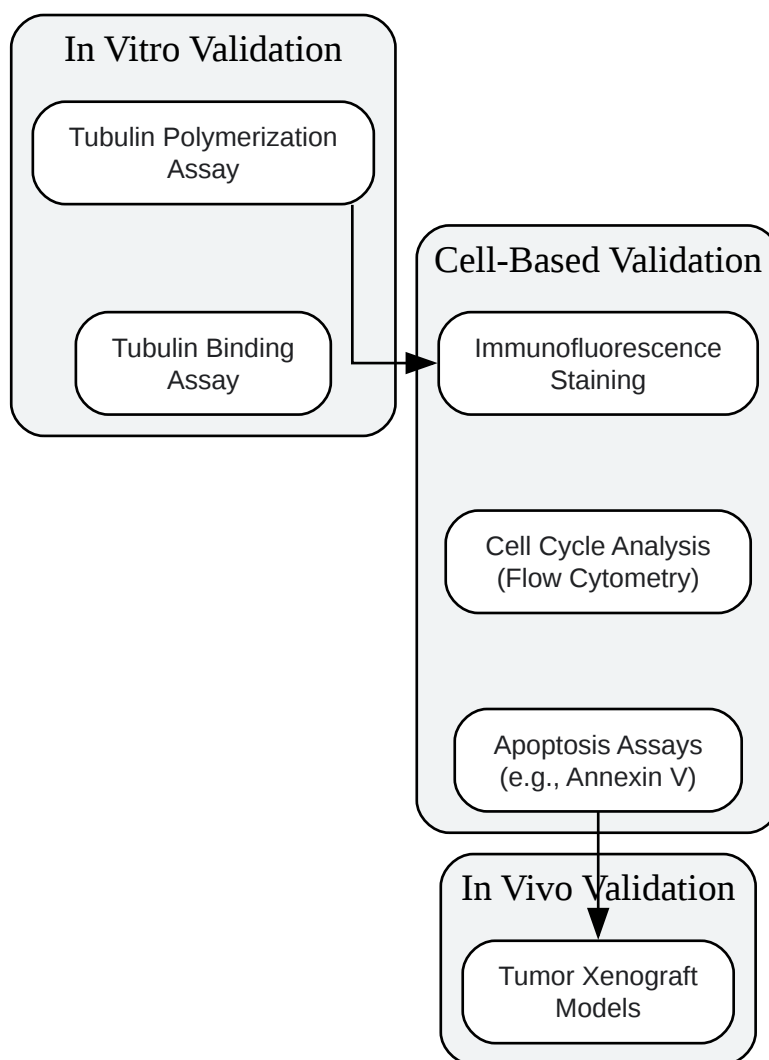 In Vitro Validation
Tubulin Polymerization
Assay
Tubulin Binding
Assay
Cell-Based Validation
Immunofluorescence
Staining
Cell Cycle Analysis
(Flow Cytometry)
Apoptosis Assays
(e.g., Annexin V)
In Vivo Validation
Tumor Xenograft
Models